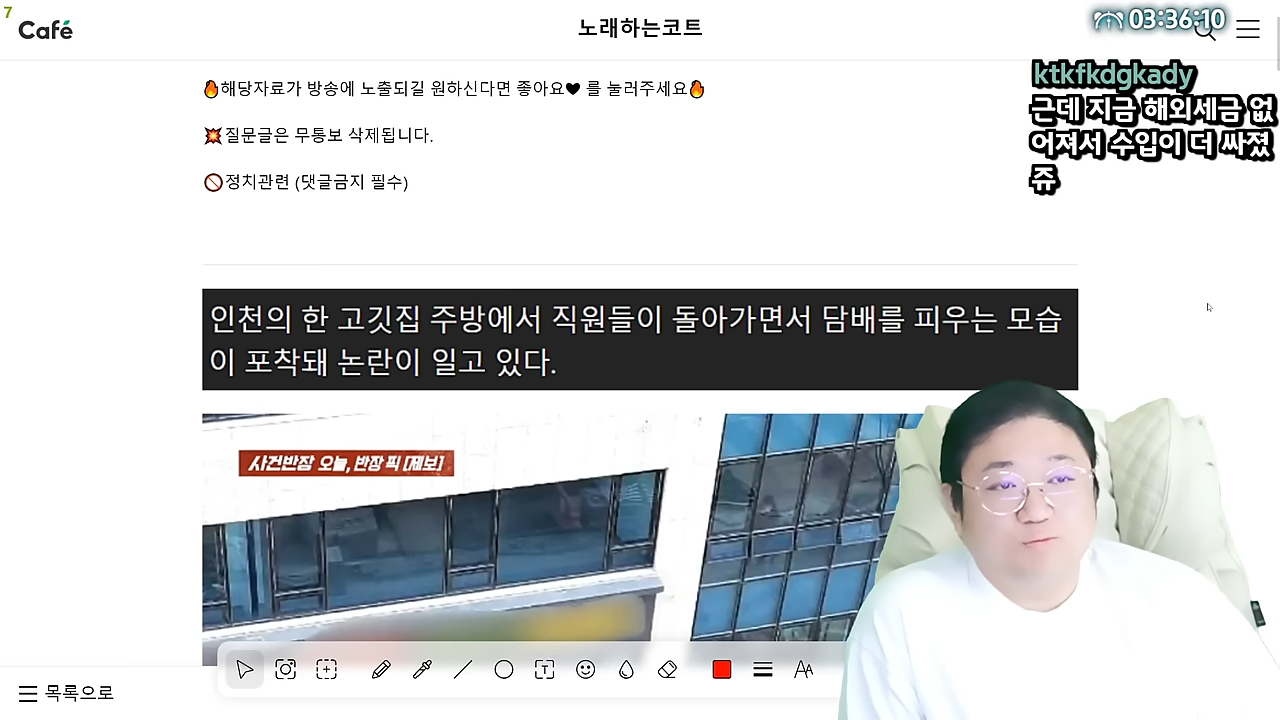 7
Café
노래하는코트
03:36:10
ktkfkdgkady
근데 지금 해외세금 없
어져서 수입이 더 싸졌
쥬
🔥해당자료가 방송에 노출되길 원하신다면 좋아요🖤 를 눌러주세요🔥
💥질문글은 무통보 삭제됩니다.
🚫정치관련 (댓글금지 필수)
인천의 한 고깃집 주방에서 직원들이 돌아가면서 담배를 피우는 모습
이 포착돼 논란이 일고 있다.
사건반장 오늘, 반장 픽 [제보]
목록으로